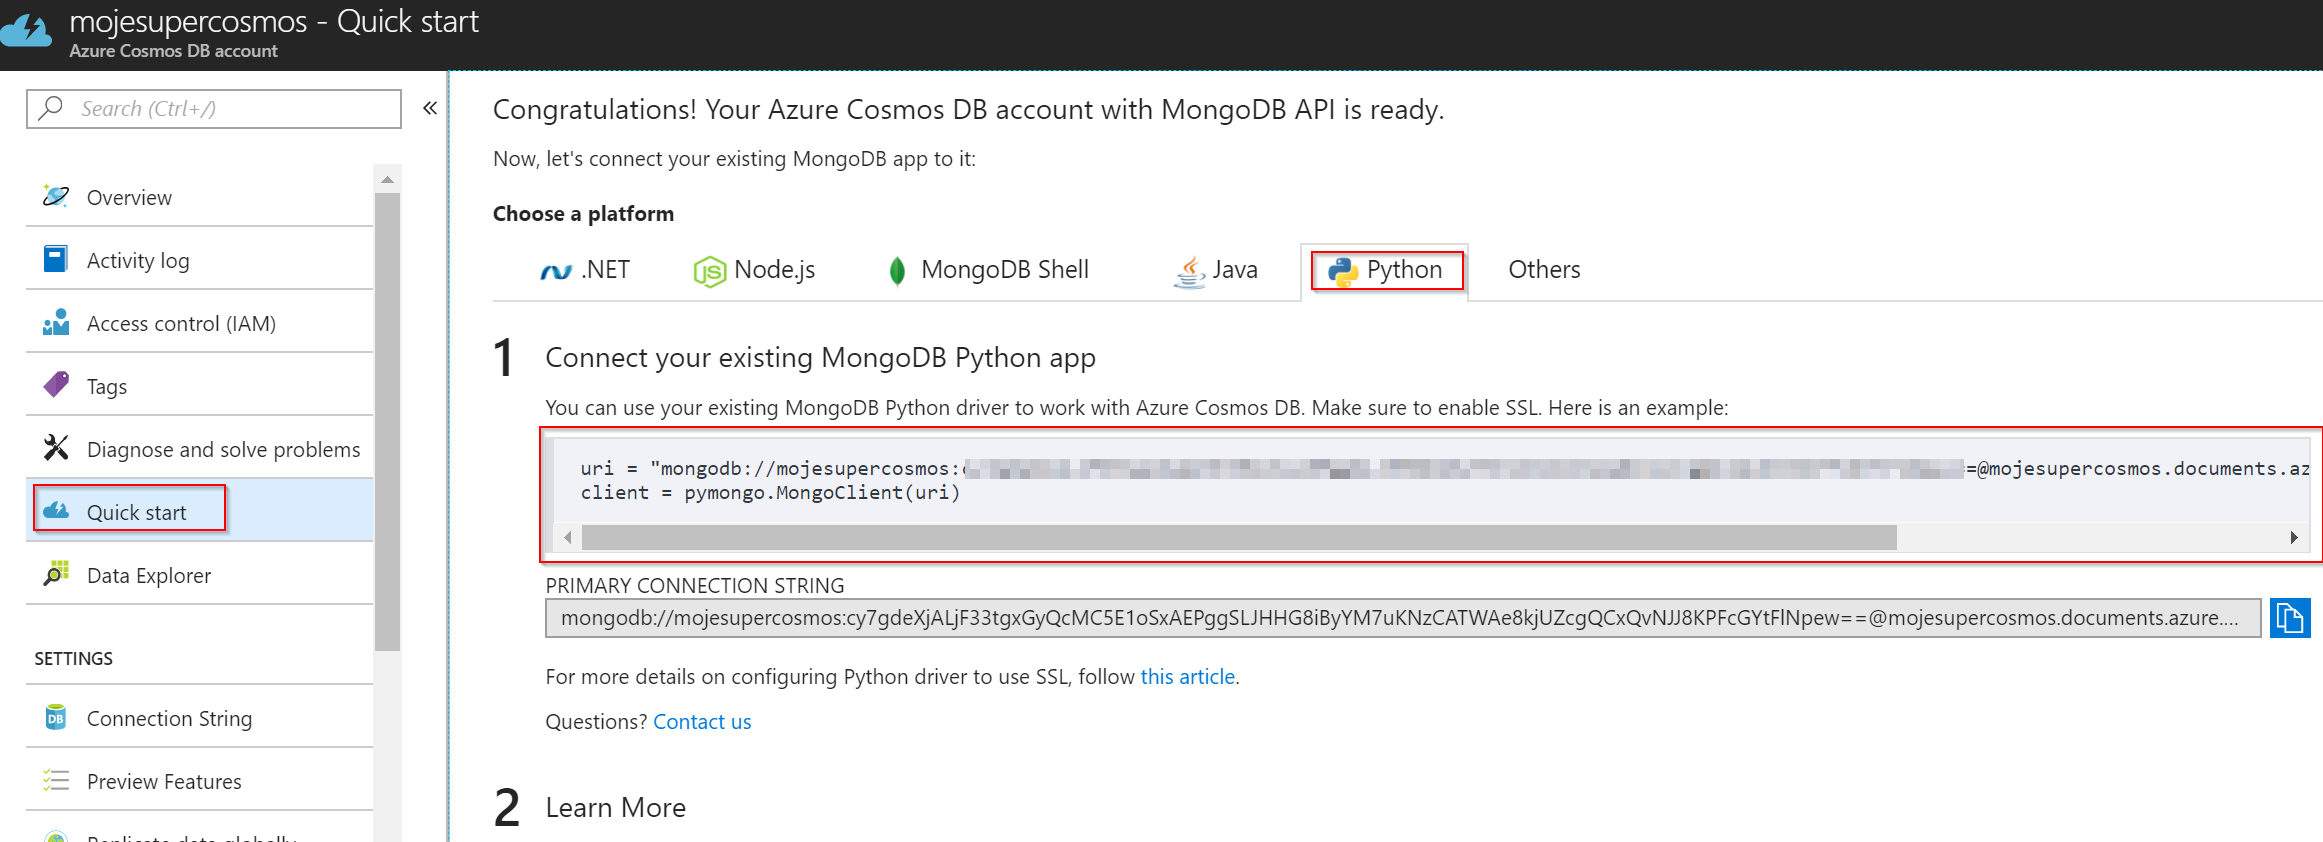 mojesupercosmos - Quick start
Azure Cosmos DB account
Search (Ctrl+/)
«
Overview
Activity log
Access control (IAM)
Tags
Diagnose and solve problems
Quick start
Data Explorer
SETTINGS
Connection String
DB
Preview Features
Replicate data globally
Congratulations! Your Azure Cosmos DB account with MongoDB API is ready.
Now, let's connect your existing MongoDB app to it:
Choose a platform
.NET
Node.js
MongoDB Shell
Java
Python
Others
1 Connect your existing MongoDB Python app
You can use your existing MongoDB Python driver to work with Azure Cosmos DB. Make sure to enable SSL. Here is an example:
uri = "mongodb://mojesupercosmos: =@mojesupercosmos.documents.az
client = pymongo.MongoClient(uri)
PRIMARY CONNECTION STRING
mongodb://mojesupercosmos:cy7gdeXjALjF33tgxGyQcMC5E1oSxAEPggSLJHHG8iByYM7uKNzCATWAe8kjUZcgQCxQvNJJ8KPFcGYtFlNpew==@mojesupercosmos.documents.azure....
For more details on configuring Python driver to use SSL, follow this article.
Questions? Contact us
2 Learn More